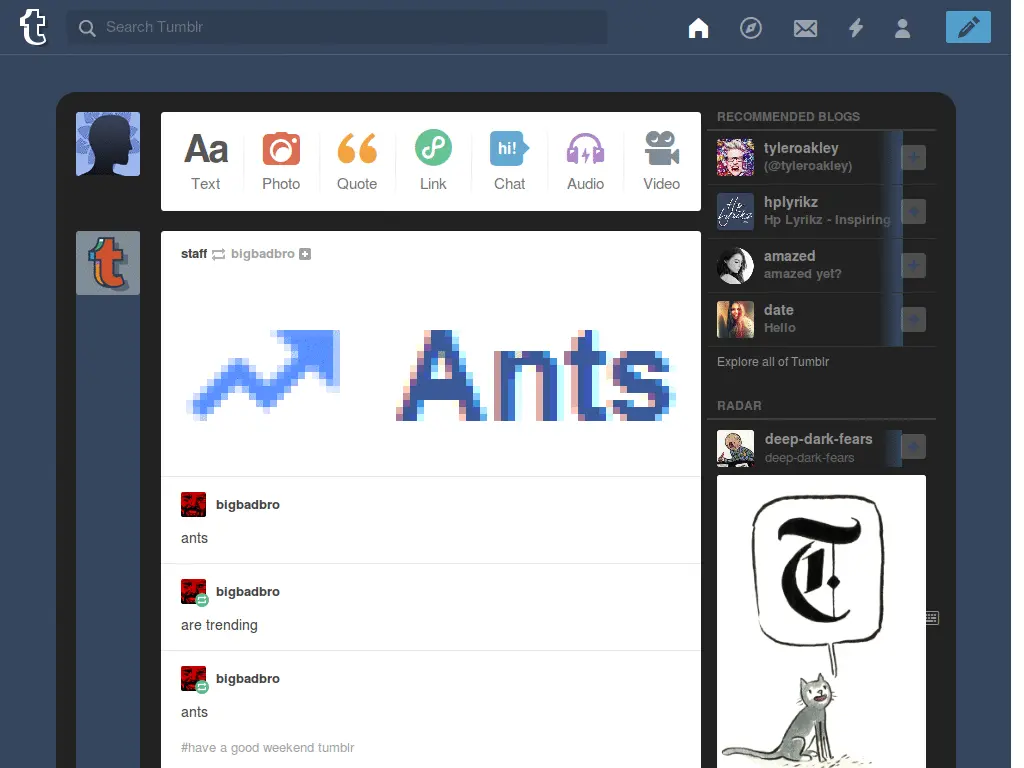 Search Tumblr
Aa
Text
Photo
Quote
Link
hi!
Chat
Audio
Video
staff bigbadbro
Ants
bigbadbro
ants
bigbadbro
are trending
bigbadbro
ants
#have a good weekend tumblr
RECOMMENDED BLOGS
tyleroakley
(@tyleroakley)
Hp Lyrikz
hplyrikz
Hp Lyrikz - Inspiring
amazed
amazed yet?
date
Hello
Explore all of Tumblr
RADAR
deep-dark-fears
deep-dark-fears
T